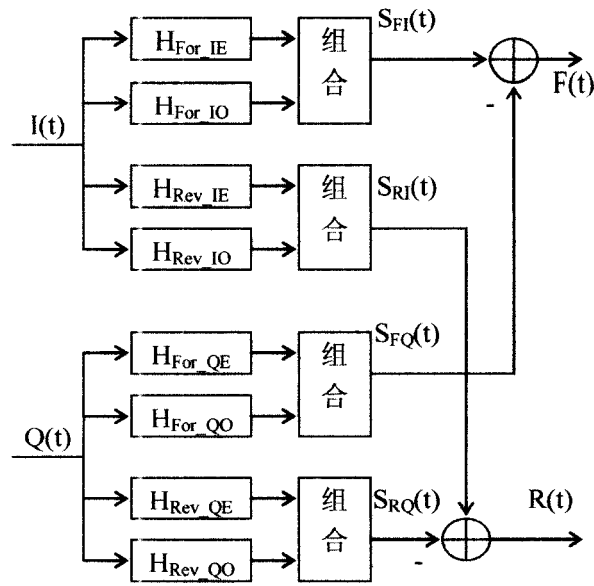 H_For_IE
H_For_IO
组合
S_FI(t)
-
F(t)
I(t)
H_Rev_IE
H_Rev_IO
组合
S_RI(t)
H_For_QE
H_For_QO
组合
S_FQ(t)
Q(t)
H_Rev_QE
H_Rev_QO
组合
S_RQ(t)
-
R(t)